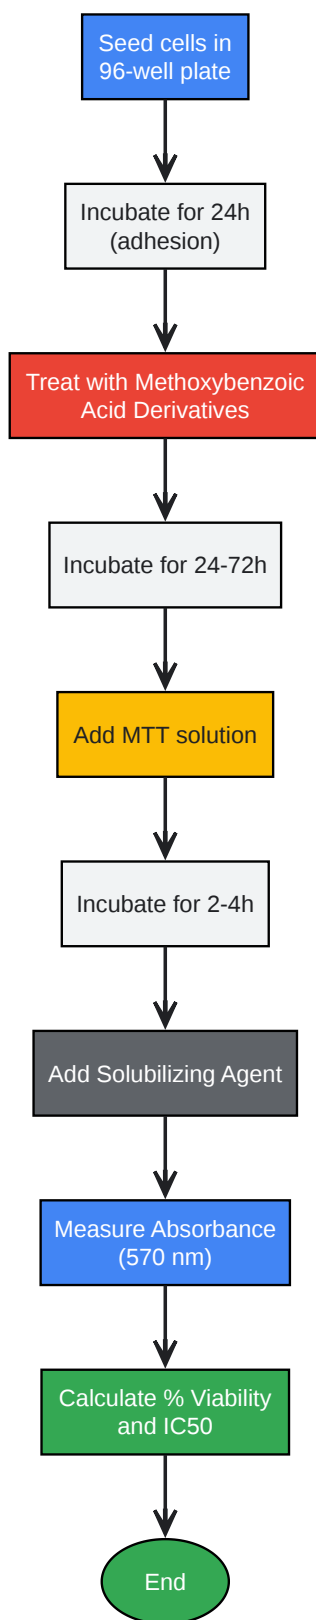 Seed cells in
96-well plate
Incubate for 24h
(adhesion)
Treat with Methoxybenzoic
Acid Derivatives
Incubate for 24-72h
Add MTT solution
Incubate for 2-4h
Add Solubilizing Agent
Measure Absorbance
(570 nm)
Calculate % Viability
and IC50
End